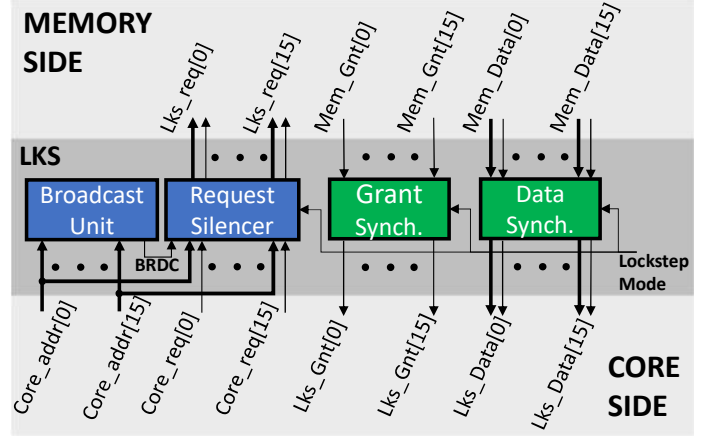 MEMORY
SIDE
Lks_req[0]
Lks_req[15]
Mem_Gnt[0]
Mem_Gnt[15]
Mem_Data[0]
Mem_Data[15]
LKS
Broadcast
Unit
Request
Silencer
Grant
Synch.
Data
Synch.
BRDC
Lockstep
Mode
Core_addr[0]
Core_addr[15]
Core_req[0]
Core_req[15]
Lks_Gnt[0]
Lks_Gnt[15]
Lks_Data[0]
Lks_Data[15]
CORE
SIDE